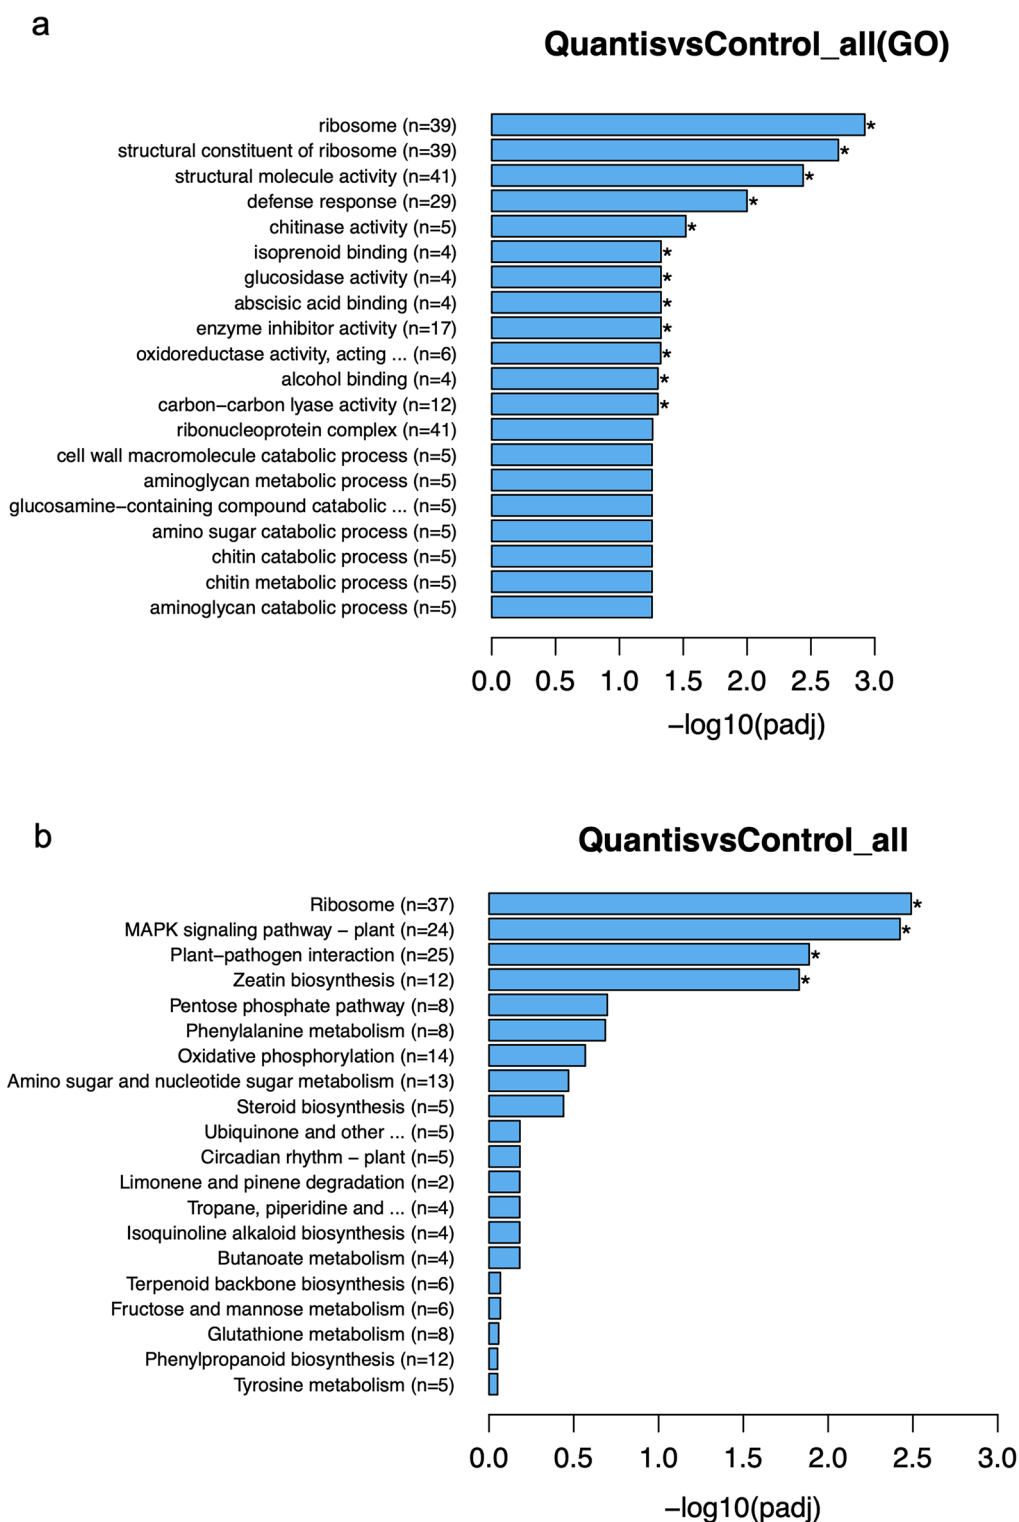 a
QuantisvsControl_all(GO)
ribosome (n=39)
*
structural constituent of ribosome (n=39)
*
structural molecule activity (n=41)
*
defense response (n=29)
*
chitinase activity (n=5)
*
isoprenoid binding (n=4)
*
glucosidase activity (n=4)
*
abscisic acid binding (n=4)
*
enzyme inhibitor activity (n=17)
*
oxidoreductase activity, acting ... (n=6)
*
alcohol binding (n=4)
*
carbon−carbon lyase activity (n=12)
*
ribonucleoprotein complex (n=41)
cell wall macromolecule catabolic process (n=5)
aminoglycan metabolic process (n=5)
glucosamine−containing compound catabolic ... (n=5)
amino sugar catabolic process (n=5)
chitin catabolic process (n=5)
chitin metabolic process (n=5)
aminoglycan catabolic process (n=5)
0.0 0.5 1.0 1.5 2.0 2.5 3.0
−log10(padj)
b
QuantisvsControl_all
Ribosome (n=37)
*
MAPK signaling pathway − plant (n=24)
*
Plant−pathogen interaction (n=25)
*
Zeatin biosynthesis (n=12)
*
Pentose phosphate pathway (n=8)
Phenylalanine metabolism (n=8)
Oxidative phosphorylation (n=14)
Amino sugar and nucleotide sugar metabolism (n=13)
Steroid biosynthesis (n=5)
Ubiquinone and other ... (n=5)
Circadian rhythm − plant (n=5)
Limonene and pinene degradation (n=2)
Tropane, piperidine and ... (n=4)
Isoquinoline alkaloid biosynthesis (n=4)
Butanoate metabolism (n=4)
Terpenoid backbone biosynthesis (n=6)
Fructose and mannose metabolism (n=6)
Glutathione metabolism (n=8)
Phenylpropanoid biosynthesis (n=12)
Tyrosine metabolism (n=5)
0.0 0.5 1.0 1.5 2.0 2.5 3.0
−log10(padj)